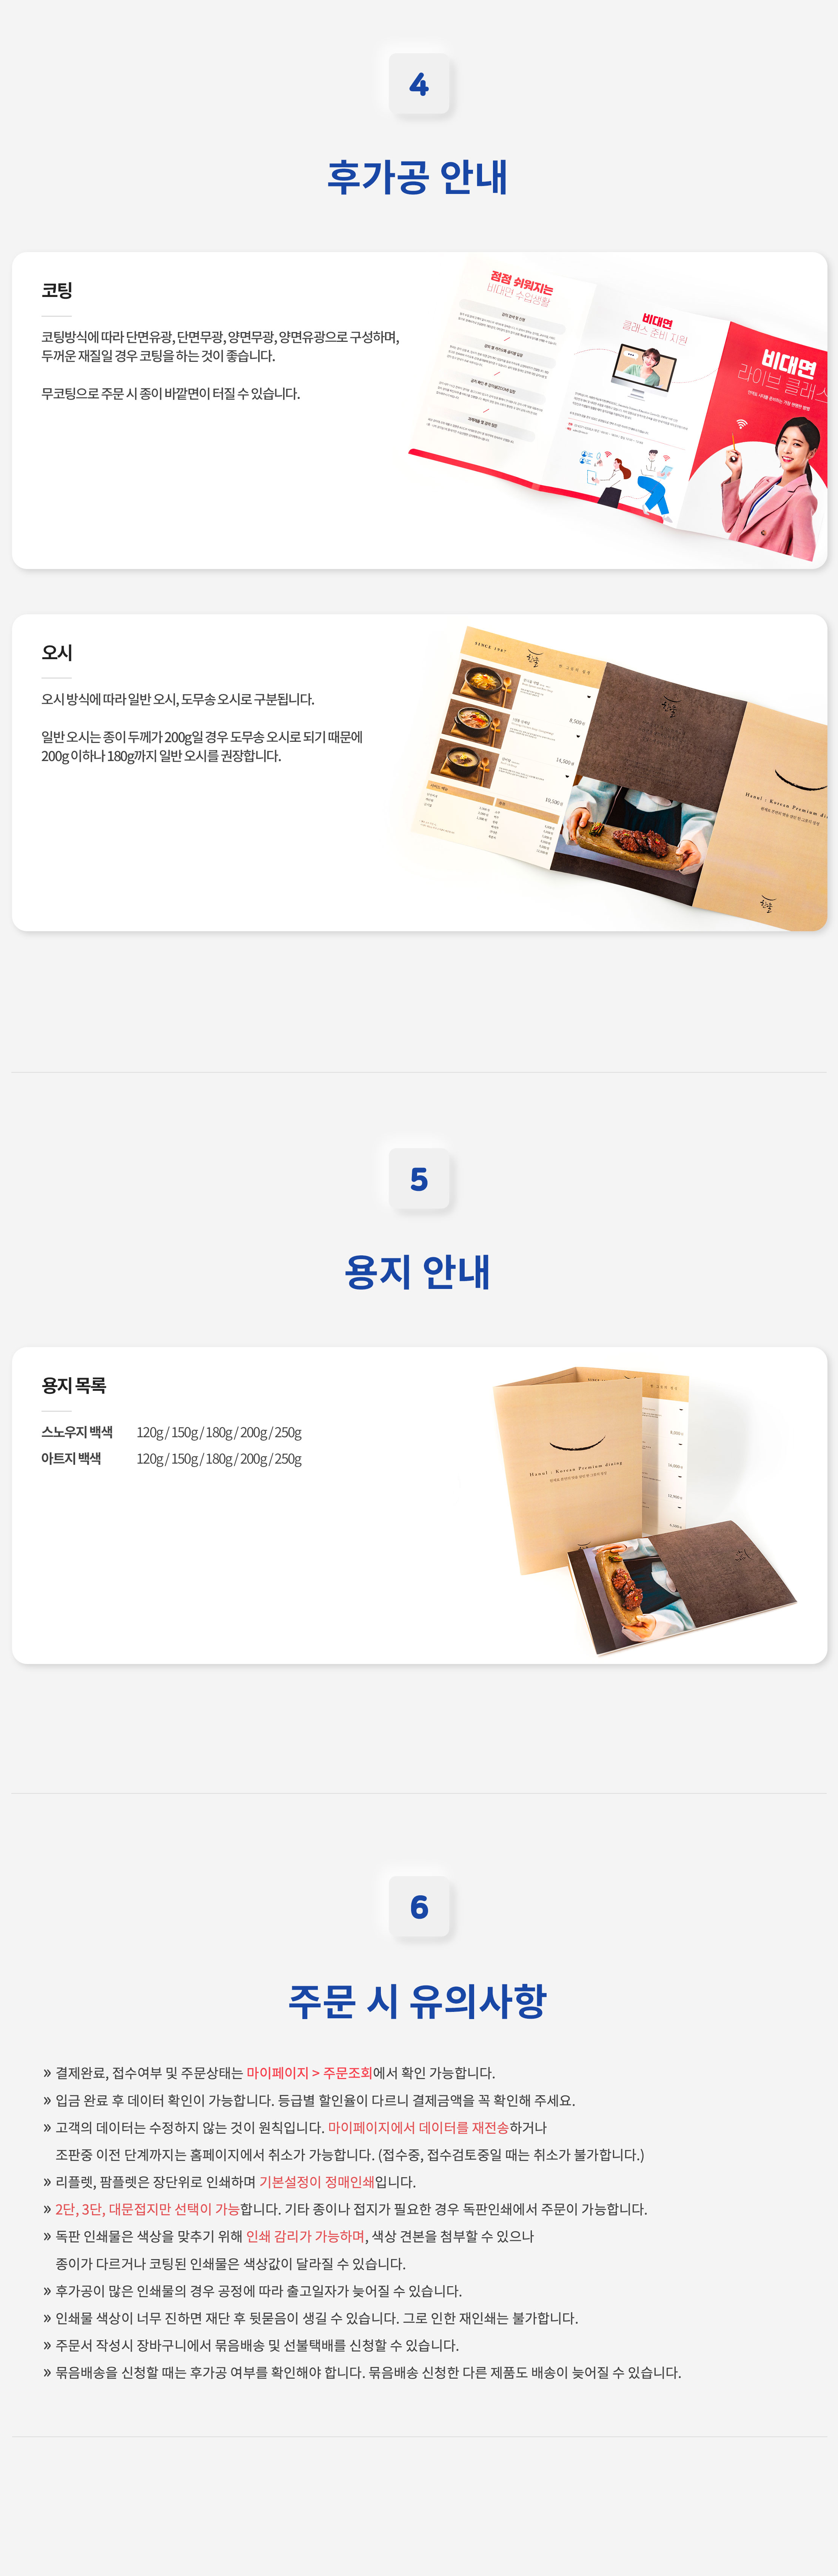 4
후가공 안내
코팅
코팅방식에 따라 단면유광, 단면무광, 양면무광, 양면유광으로 구성하며,
두꺼운 재질일 경우 코팅을 하는 것이 좋습니다.
무코팅으로 주문 시 종이 바깥면이 터질 수 있습니다.
점점 쉬워지는
비대면 수업생활
비대면
클래스 준비 지원
비대면
라이브 클래스
오시
오시 방식에 따라 일반 오시, 도무송 오시로 구분됩니다.
일반 오시는 종이 두께가 200g일 경우 도무송 오시로 되기 때문에
200g 이하나 180g까지 일반 오시를 권장합니다.
SINCE 1987
8,500
14,500
10,500
Hanul : Korean Premium di
5
용지 안내
용지 목록
스노우지 백색 120g / 150g / 180g / 200g / 250g
아트지 백색 120g / 150g / 180g / 200g / 250g
Hanul : Korean Premium dining
6
주문 시 유의사항
» 결제완료, 접수여부 및 주문상태는 마이페이지 > 주문조회에서 확인 가능합니다.
» 입금 완료 후 데이터 확인이 가능합니다. 등급별 할인율이 다르니 결제금액을 꼭 확인해 주세요.
» 고객의 데이터는 수정하지 않는 것이 원칙입니다. 마이페이지에서 데이터를 재전송하거나
조판중 이전 단계까지는 홈페이지에서 취소가 가능합니다. (접수중, 접수검토중일 때는 취소가 불가합니다.)
» 리플렛, 팜플렛은 장단위로 인쇄하며 기본설정이 정매인쇄입니다.
» 2단, 3단, 대문접지만 선택이 가능합니다. 기타 종이나 접지가 필요한 경우 독판인쇄에서 주문이 가능합니다.
» 독판 인쇄물은 색상을 맞추기 위해 인쇄 감리가 가능하며, 색상 견본을 첨부할 수 있으나
종이가 다르거나 코팅된 인쇄물은 색상값이 달라질 수 있습니다.
» 후가공이 많은 인쇄물의 경우 공정에 따라 출고일자가 늦어질 수 있습니다.
» 인쇄물 색상이 너무 진하면 재단 후 뒷묻음이 생길 수 있습니다. 그로 인한 재인쇄는 불가합니다.
» 주문서 작성시 장바구니에서 묶음배송 및 선불택배를 신청할 수 있습니다.
» 묶음배송을 신청할 때는 후가공 여부를 확인해야 합니다. 묶음배송 신청한 다른 제품도 배송이 늦어질 수 있습니다.